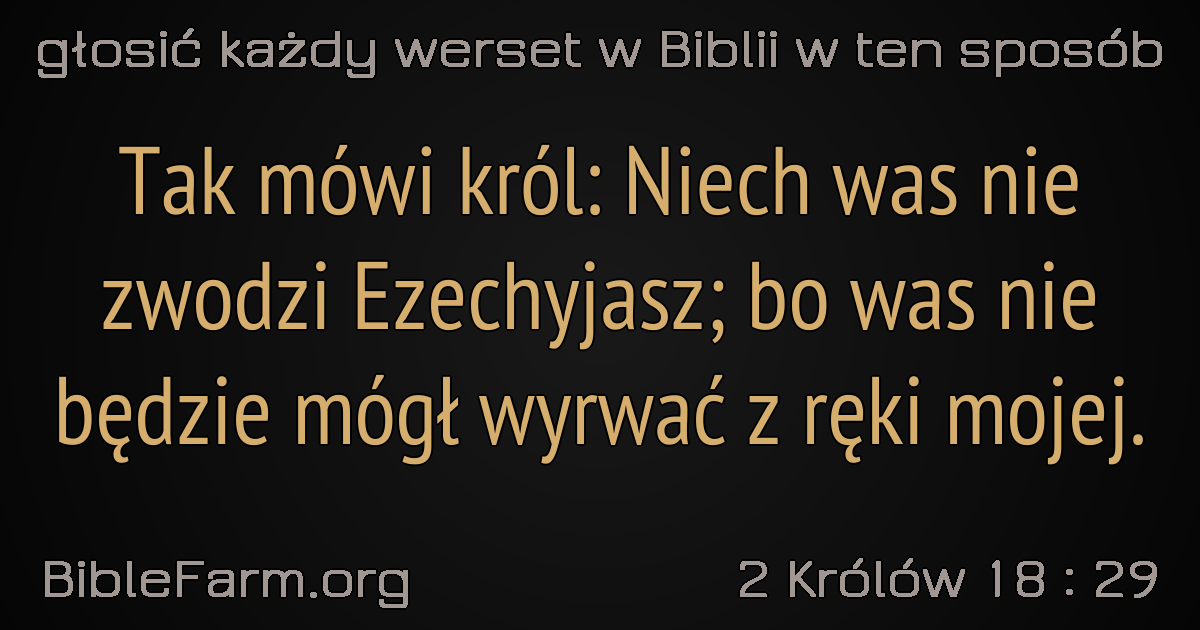 głosić każdy werset w Biblii w ten sposób
Tak mówi król: Niech was nie
zwodzi Ezechyjasz; bo was nie
będzie mógł wyrwać z ręki mojej.
BibleFarm.org
2 Królów 18 : 29